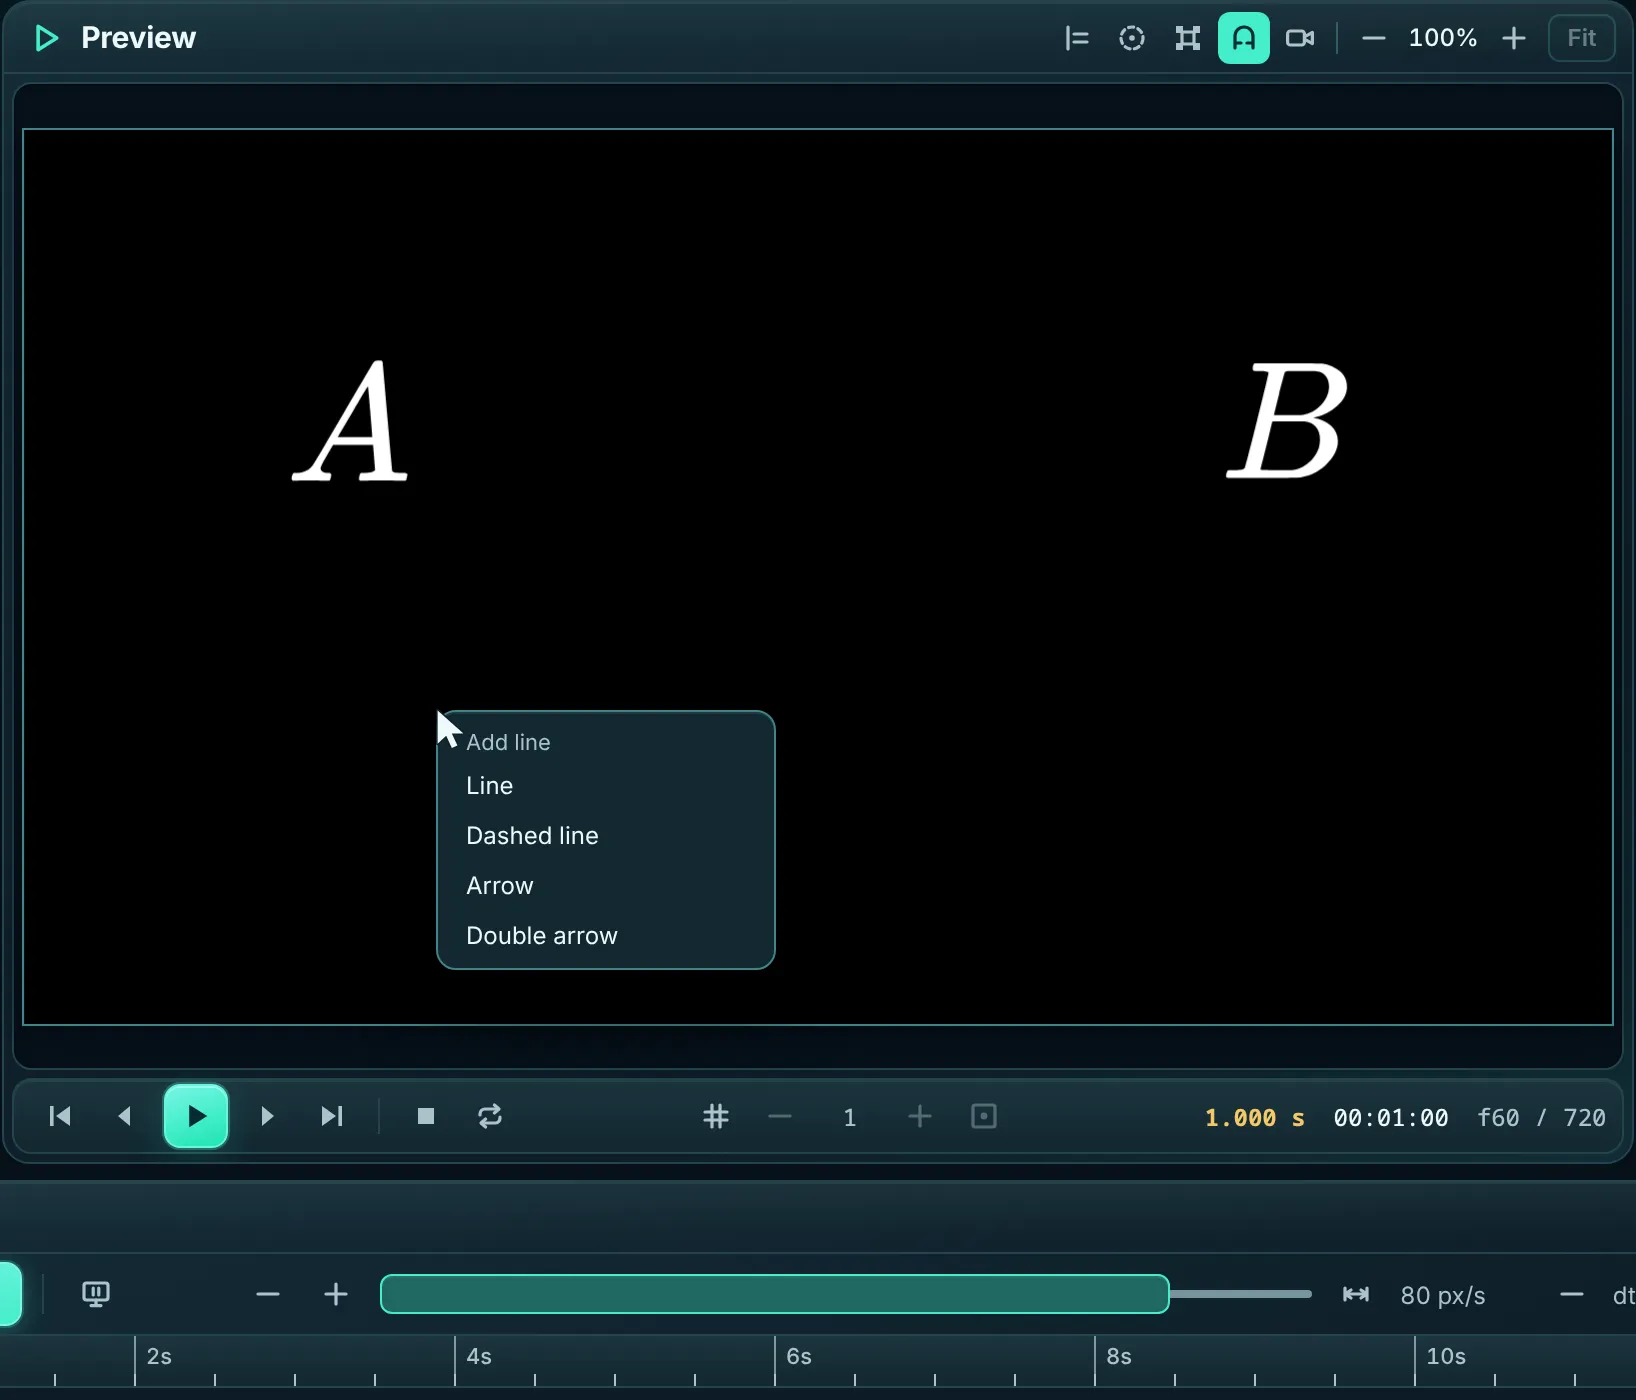 Preview
100%
Fit
A
B
Add line
Line
Dashed line
Arrow
Double arrow
1
1.000 s 00:01:00 f60 / 720
80 px/s
dt
2s 4s 6s 8s 10s